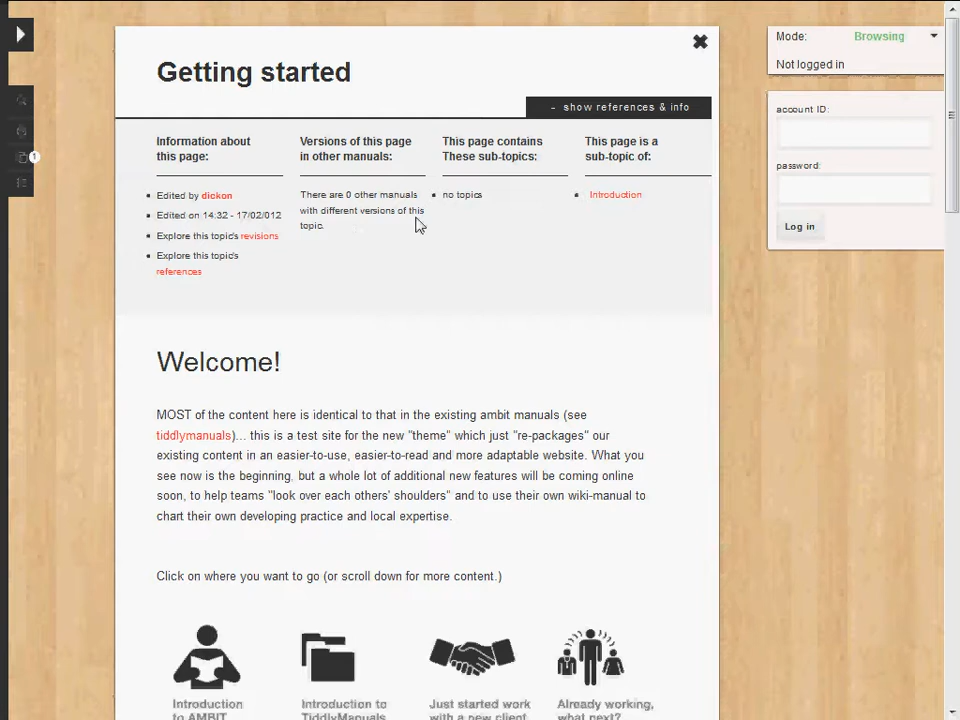 Getting started
Mode: Browsing
Not logged in
- show references & info
account ID:
password:
Log in
Information about
this page:
Edited by dickon
Edited on 14:32 - 17/02/012
Explore this topic's revisions
Explore this topic's
references
Versions of this page
in other manuals:
There are 0 other manuals
with different versions of this
topic.
This page contains
These sub-topics:
no topics
This page is a
sub-topic of:
Introduction
1
Welcome!
MOST of the content here is identical to that in the existing ambit manuals (see
tiddlymanuals)... this is a test site for the new "theme" which just "re-packages" our
existing content in an easier-to-use, easier-to-read and more adaptable website. What you
see now is the beginning, but a whole lot of additional new features will be coming online
soon, to help teams "look over each others' shoulders" and to use their own wiki-manual to
chart their own developing practice and local expertise.
Click on where you want to go (or scroll down for more content.)
Introduction
to AMBIT
Introduction to
TiddlyManuals
Just started work
with a new client
Already working,
what next?